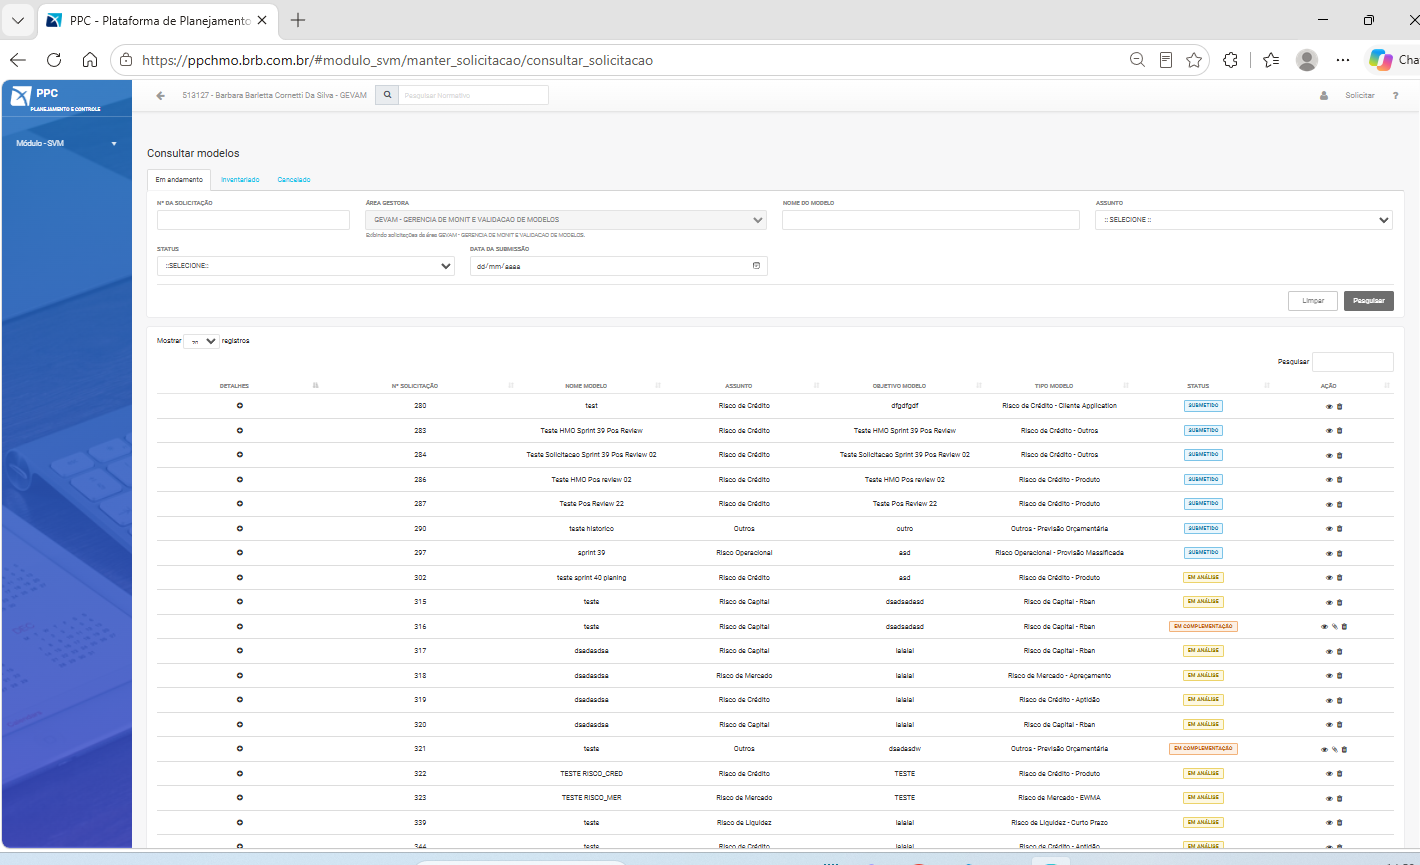 PPC - Plataforma de Planejamento
https://ppchmo.brb.com.br/#modulo_svm/manter_solicitacao/consultar_solicitacao
Cha
PPC
PLANEJAMENTO E CONTROLE
513127 - Barbara Barletta Cornetti Da Silva - GEVAM
Pesquisar Normativo
Solicitar
?
Módulo - SVM
Consultar modelos
Em andamento
Inventariado
Cancelado
Nº DA SOLICITAÇÃO
ÁREA GESTORA
NOME DO MODELO
ASSUNTO
GEVAM - GERENCIA DE MONIT E VALIDACAO DE MODELOS
:: SELECIONE ::
Exibindo solicitações da área GEVAM - GERENCIA DE MONIT E VALIDACAO DE MODELOS.
STATUS
DATA DA SUBMISSÃO
::SELECIONE::
dd/mm/aaaa
Limpar
Pesquisar
Mostrar registros
Pesquisar
DETALHES Nº SOLICITAÇÃO NOME MODELO ASSUNTO OBJETIVO MODELO TIPO MODELO STATUS AÇÃO
280 test Risco de Crédito dfgdfgdf Risco de Crédito - Cliente Application SUBMETIDO
283 Teste HMO Sprint 39 Pos Review Risco de Crédito Teste HMO Sprint 39 Pos Review Risco de Crédito - Outros SUBMETIDO
284 Teste Solicitacao Sprint 39 Pos Review 02 Risco de Crédito Teste Solicitacao Sprint 39 Pos Review 02 Risco de Crédito - Outros SUBMETIDO
286 Teste HMO Pos review 02 Risco de Crédito Teste HMO Pos review 02 Risco de Crédito - Produto SUBMETIDO
287 Teste Pos Review 22 Risco de Crédito Teste Pos Review 22 Risco de Crédito - Produto SUBMETIDO
290 teste historico Outros outro Outros - Previsão Orçamentária SUBMETIDO
297 sprint 39 Risco Operacional asd Risco Operacional - Provisão Massificada SUBMETIDO
302 teste sprint 40 planing Risco de Crédito asd Risco de Crédito - Produto EM ANÁLISE
315 teste Risco de Capital dsadsadasd Risco de Capital - Rban EM ANÁLISE
316 teste Risco de Capital dsadsadasd Risco de Capital - Rban EM COMPLEMENTAÇÃO
317 dsadasdsa Risco de Capital lalalal Risco de Capital - Rban EM ANÁLISE
318 dsadasdsa Risco de Mercado lalalal Risco de Mercado - Apreçamento EM ANÁLISE
319 dsadasdsa Risco de Crédito lalalal Risco de Crédito - Aptidão EM ANÁLISE
320 dsadasdsa Risco de Capital lalalal Risco de Capital - Rban EM ANÁLISE
321 teste Outros dsadasdw Outros - Previsão Orçamentária EM COMPLEMENTAÇÃO
322 TESTE RISCO_CRED Risco de Crédito TESTE Risco de Crédito - Produto EM ANÁLISE
323 TESTE RISCO_MER Risco de Mercado TESTE Risco de Mercado - EWMA EM ANÁLISE
339 teste Risco de Liquidez lalalal Risco de Liquidez - Curto Prazo EM ANÁLISE
344 teste Risco de Crédito lalalal Risco de Crédito - Aptidão EM ANÁLISE